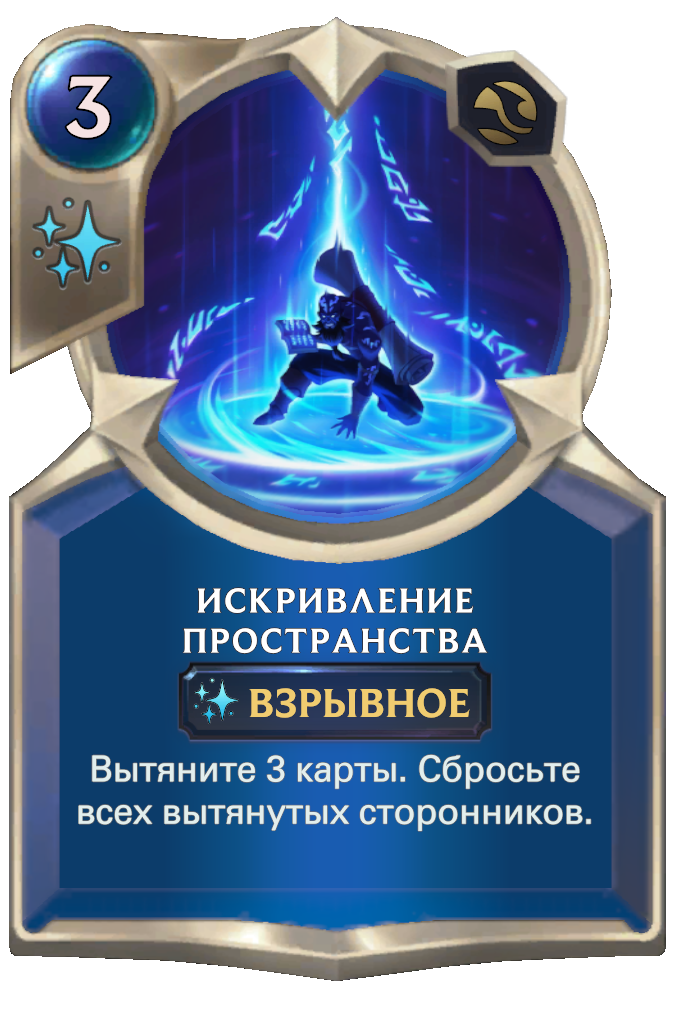 3
ИСКРИВЛЕНИЕ
ПРОСТРАНСТВА
ВЗРЫВНОЕ
Вытяните 3 карты. Сбросьте
всех вытянутых сторонников.